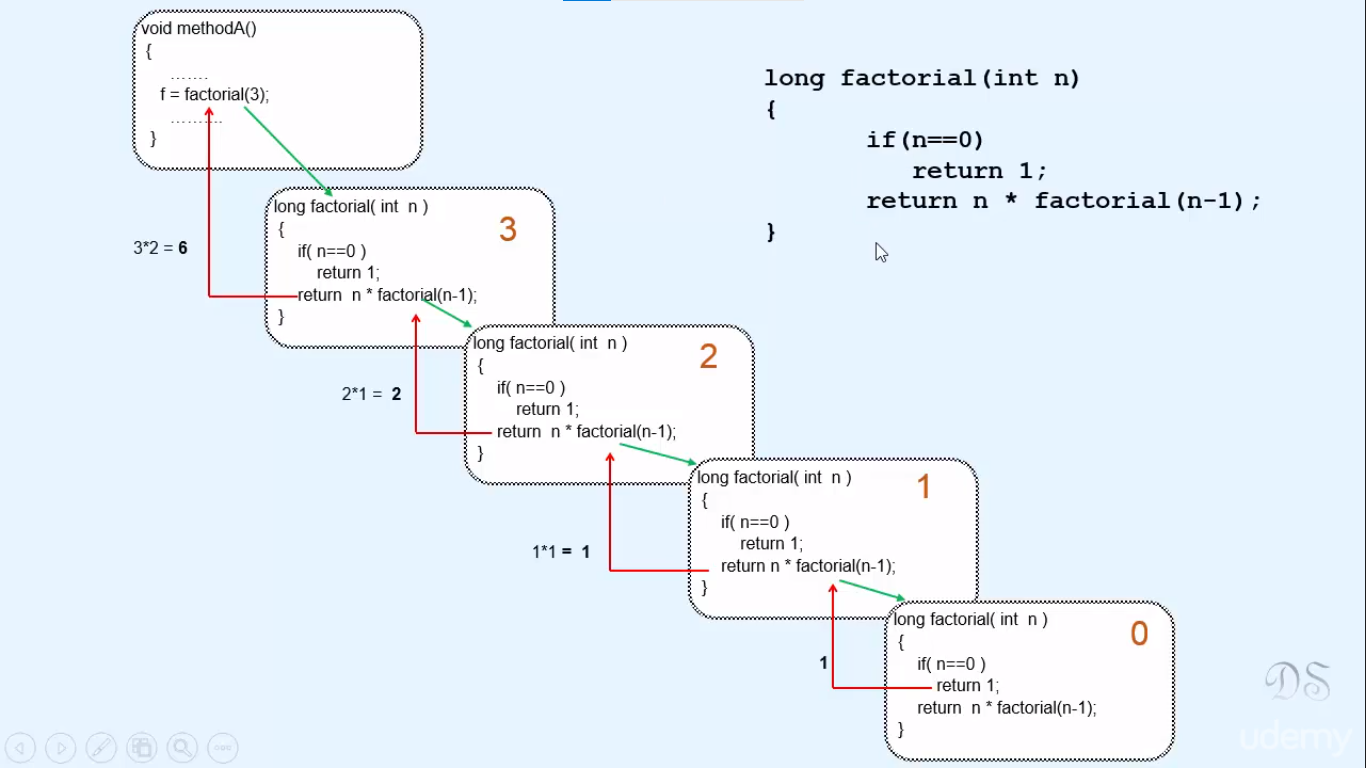 void methodA()
{
.......
f = factorial(3);
..........
}
long factorial(int n)
{
if(n==0)
return 1;
return n * factorial(n-1);
}
long factorial( int  n )
3
{
if( n==0 )
return 1;
return  n * factorial(n-1);
}
3*2 = 6
long factorial( int  n )
2
{
if( n==0 )
return 1;
return  n * factorial(n-1);
}
2*1 =  2
long factorial( int  n )
1
{
if( n==0 )
return 1;
return n * factorial(n-1);
}
1*1 =  1
long factorial( int  n )
0
{
if( n==0 )
return 1;
return  n * factorial(n-1);
}
1
DS
udemy